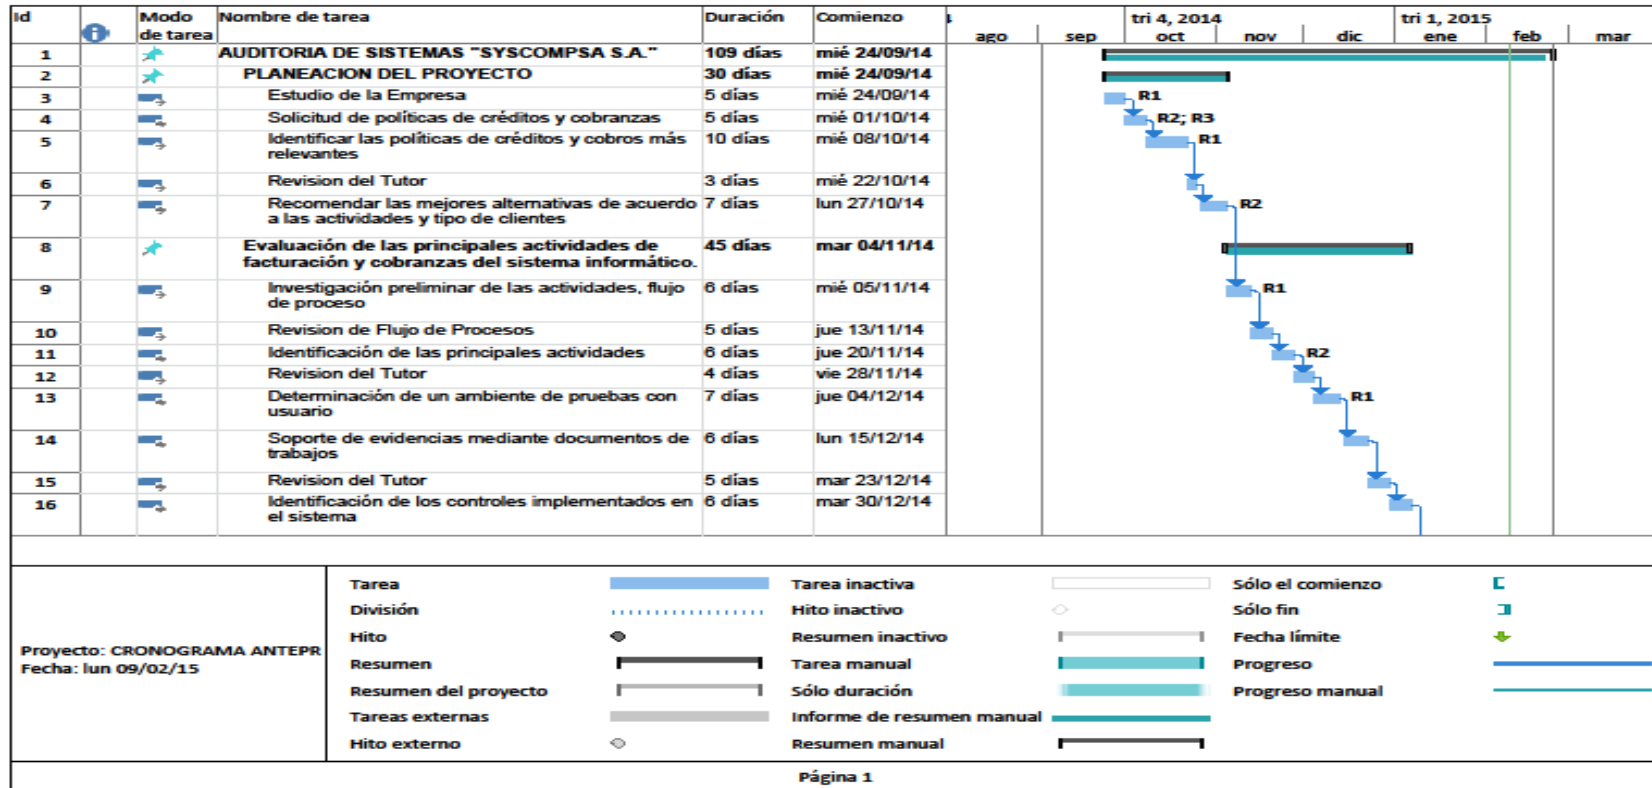 Id Modo de tarea Nombre de tarea Duración Comienzo tri 4, 2014 tri 1, 2015
ago sep oct nov dic ene feb mar
1 AUDITORIA DE SISTEMAS "SYSCOMPSA S.A." 109 días mié 24/09/14
2 PLANEACION DEL PROYECTO 30 días mié 24/09/14
3 Estudio de la Empresa 5 días mié 24/09/14 R1
4 Solicitud de políticas de créditos y cobranzas 5 días mié 01/10/14 R2; R3
5 Identificar las políticas de créditos y cobros más 10 días mié 08/10/14 R1
relevantes
6 Revision del Tutor 3 días mié 22/10/14
7 Recomendar las mejores alternativas de acuerdo 7 días lun 27/10/14 R2
a las actividades y tipo de clientes
8 Evaluación de las principales actividades de 45 días mar 04/11/14
facturación y cobranzas del sistema informático.
9 Investigación preliminar de las actividades, flujo 6 días mié 05/11/14 R1
de proceso
10 Revision de Flujo de Procesos 5 días jue 13/11/14
11 Identificación de las principales actividades 6 días jue 20/11/14 R2
12 Revision del Tutor 4 días vie 28/11/14
13 Determinación de un ambiente de pruebas con 7 días jue 04/12/14 R1
usuario
14 Soporte de evidencias mediante documentos de 6 días lun 15/12/14
trabajos
15 Revision del Tutor 5 días mar 23/12/14
16 Identificación de los controles implementados en 6 días mar 30/12/14
el sistema
Proyecto: CRONOGRAMA ANTEPR
Fecha: lun 09/02/15
Tarea Tarea inactiva Sólo el comienzo
División Hito inactivo Sólo fin
Hito Resumen inactivo Fecha límite
Resumen Tarea manual Progreso
Resumen del proyecto Sólo duración Progreso manual
Tareas externas Informe de resumen manual
Hito externo Resumen manual
Página 1